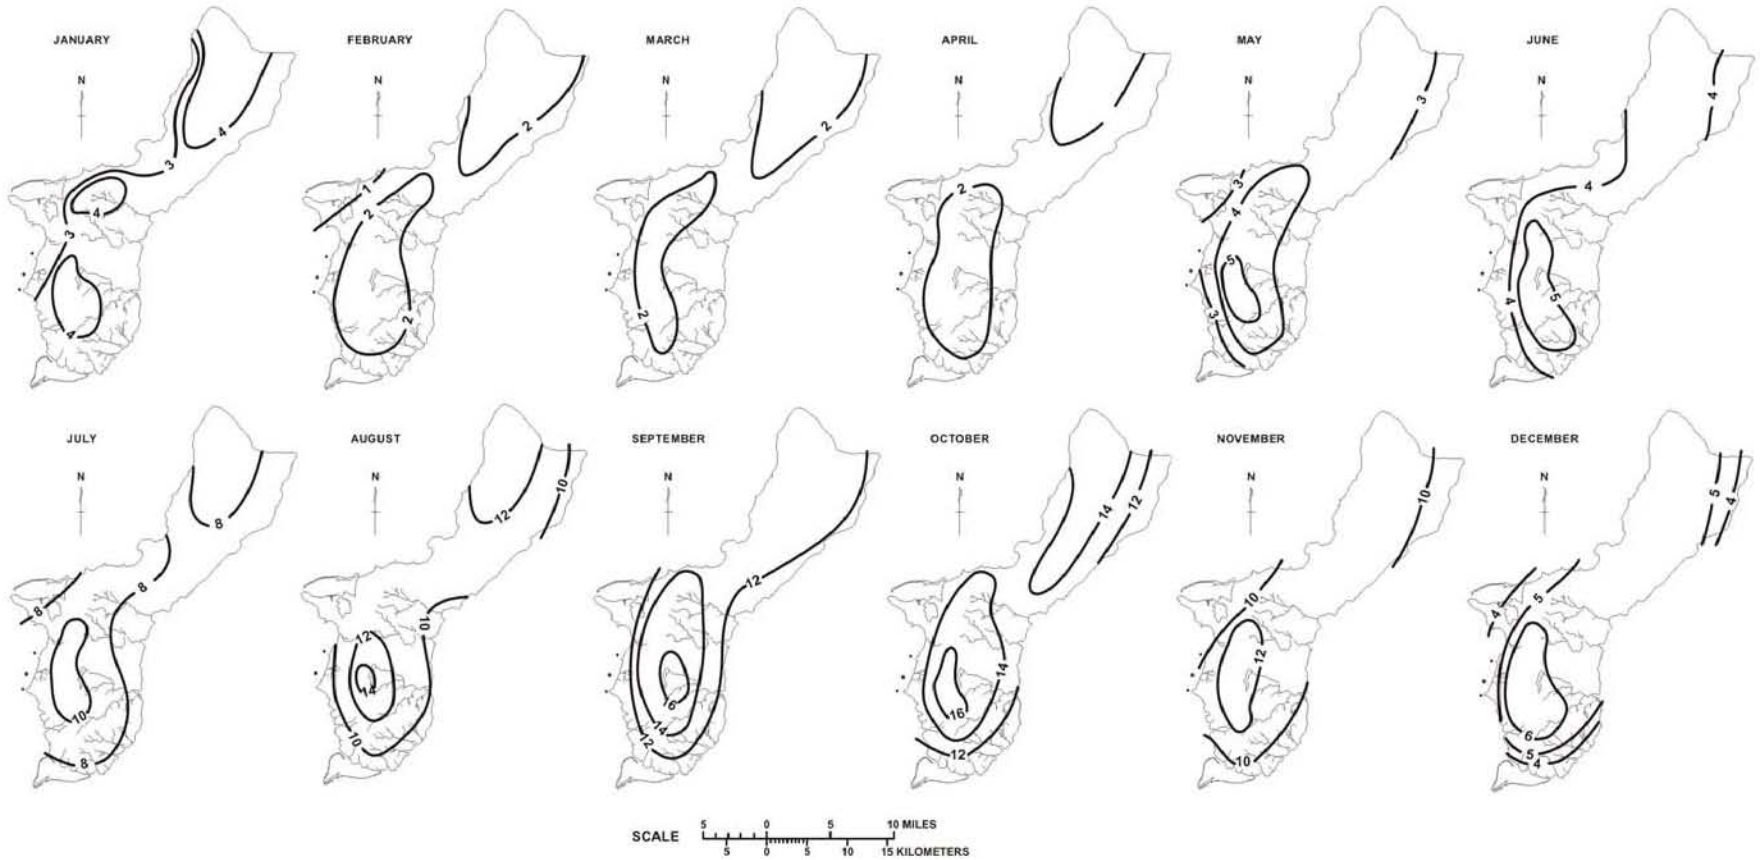 JANUARY
N
4
3
4
3
4
FEBRUARY
N
2
1
2
2
MARCH
N
2
2
APRIL
N
2
MAY
N
3
3
4
5
3
JUNE
N
4
4
4
5
JULY
N
8
8
8
10
8
AUGUST
N
10
12
10
12
14
10
SEPTEMBER
N
12
6
14
12
OCTOBER
N
14
12
14
16
12
NOVEMBER
N
10
10
12
10
DECEMBER
N
5
4
5
4
6
5
4
SCALE
5 0 5 10 MILES
5 0 5 10 15 KILOMETERS